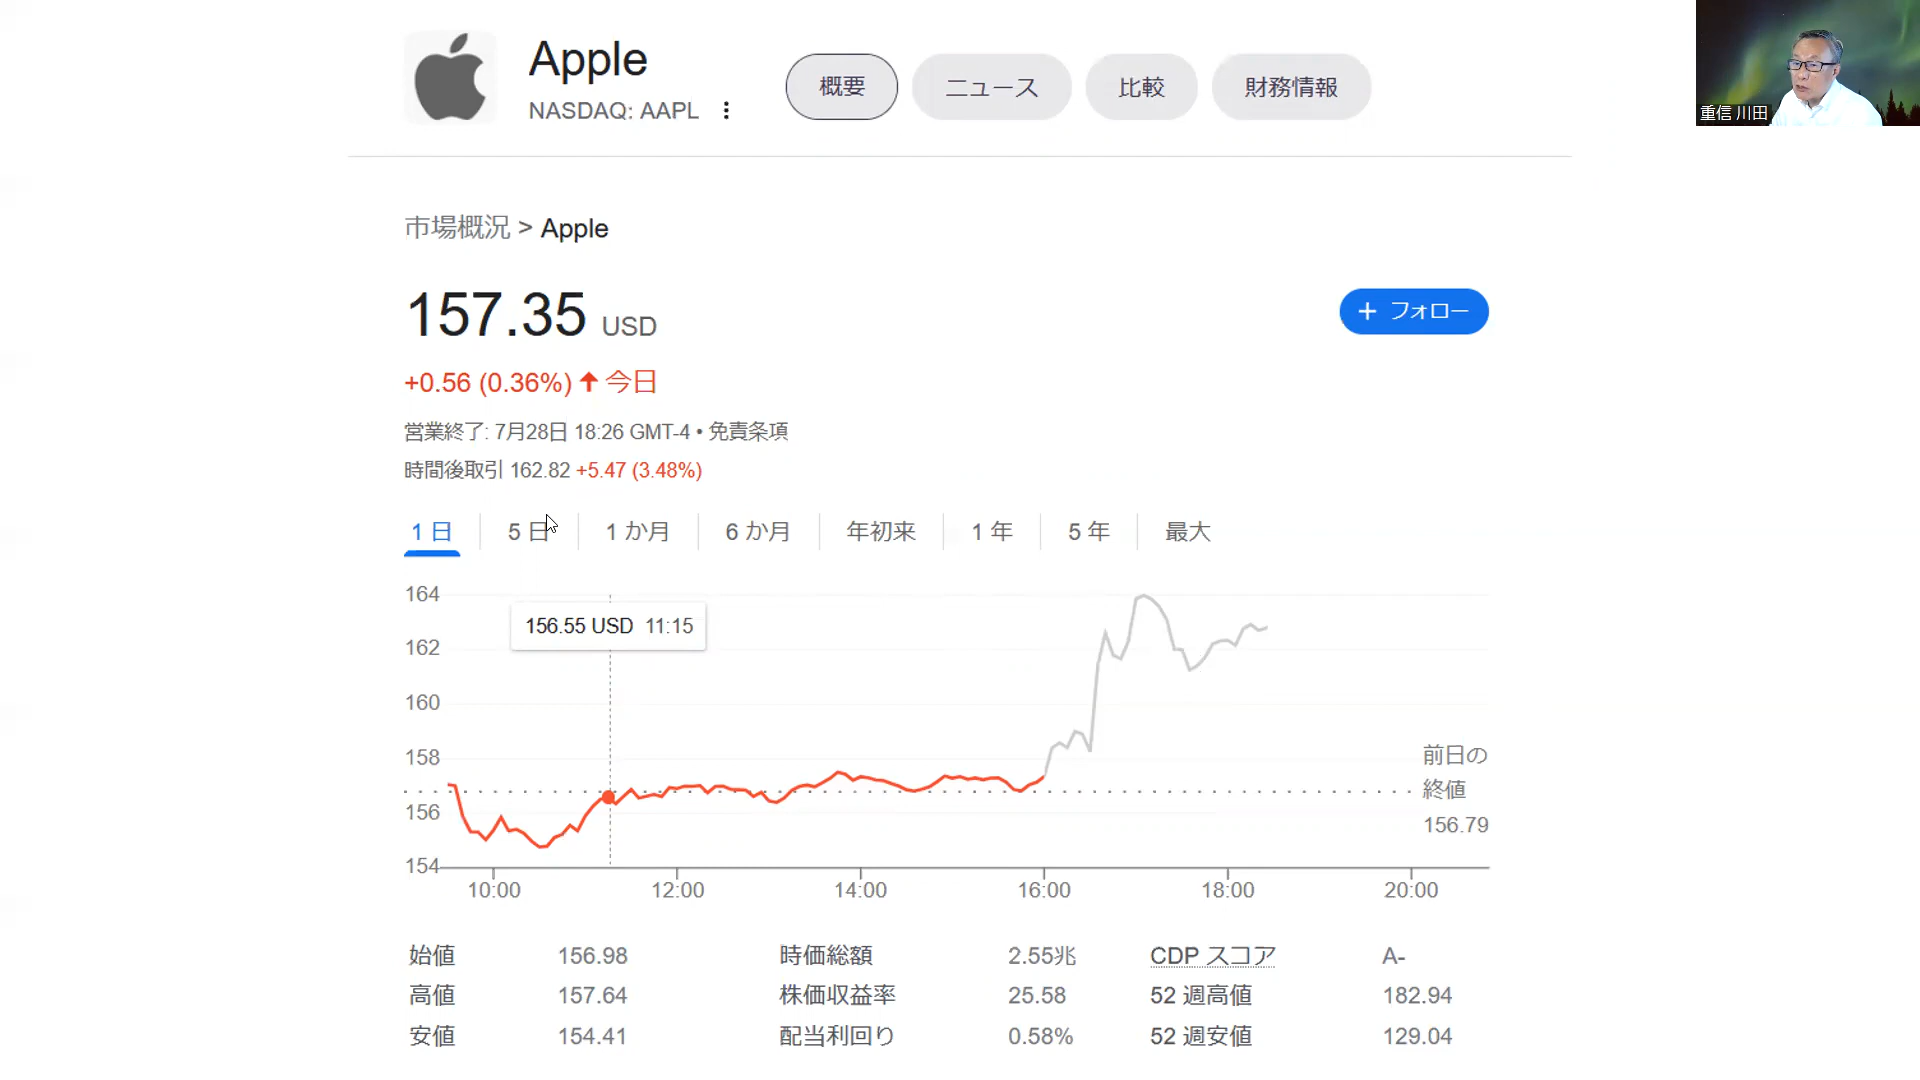 Apple
NASDAQ: AAPL
概要
ニュース
比較
財務情報
重信 川田
市場概況 > Apple
157.35 USD
+ フォロー
+0.56 (0.36%) ↑ 今日
営業終了: 7月28日 18:26 GMT-4 • 免責条項
時間後取引 162.82 +5.47 (3.48%)
1 日
5 日
1 か月
6 か月
年初来
1 年
5 年
最大
164
162
160
158
156
154
156.55 USD 11:15
前日の
終値
156.79
10:00
12:00
14:00
16:00
18:00
20:00
始値 156.98 時価総額 2.55兆 CDP スコア A-
高値 157.64 株価収益率 25.58 52 週高値 182.94
安値 154.41 配当利回り 0.58% 52 週安値 129.04